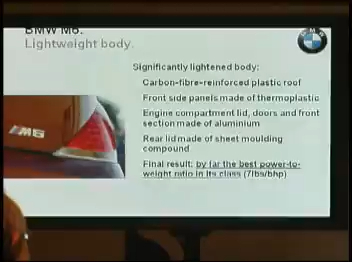 BMW M6.
Lightweight body.
Significantly lightened body:
Carbon-fibre-reinforced plastic roof
Front side panels made of thermoplastic
Engine compartment lid, doors and front
section made of aluminium
Rear lid made of sheet moulding
compound
Final result: by far the best power-to-
weight ratio in its class (7lbs/bhp)
M6